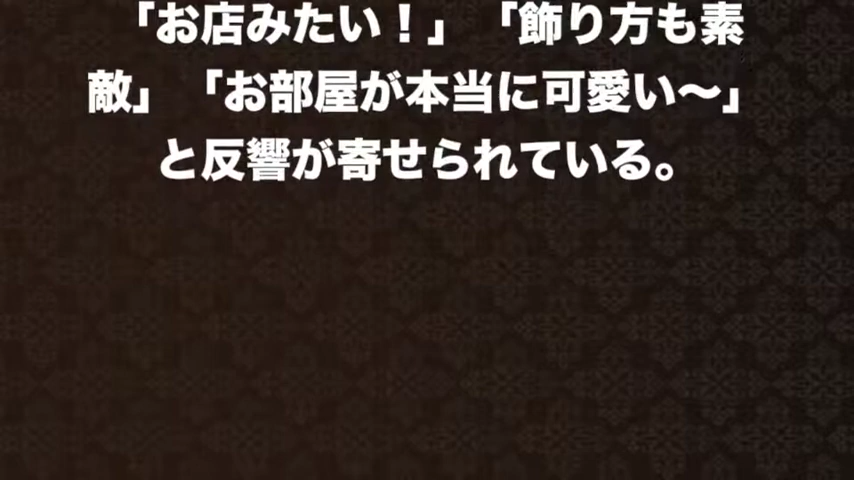 「お店みたい！」 「飾り方も素
敵」 「お部屋が本当に可愛い〜」
と反響が寄せられている。